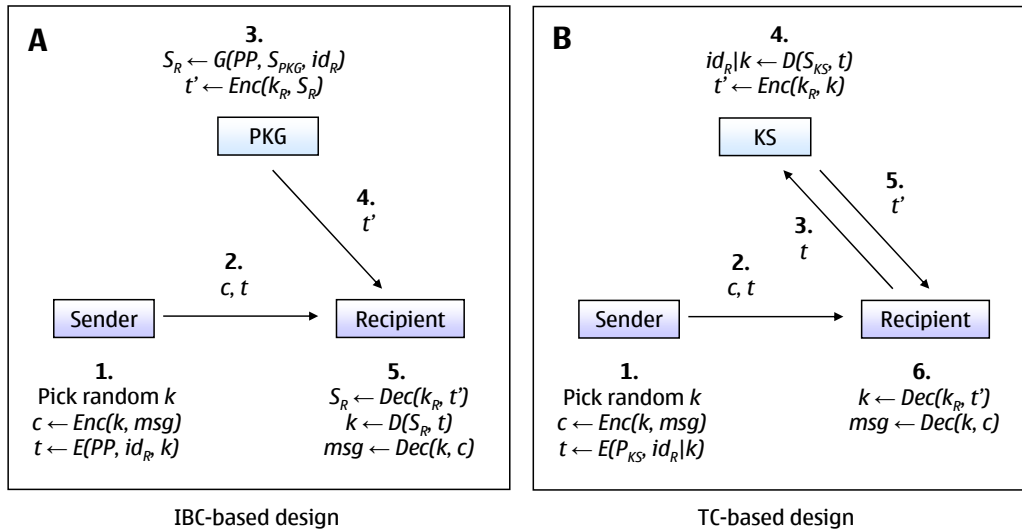 A
3.
S_R ← G(PP, S_PKG, id_R)
t’ ← Enc(k_R, S_R)
PKG
4.
t’
2.
c, t
Sender
Recipient
1.
Pick random k
c ← Enc(k, msg)
t ← E(PP, id_R, k)
5.
S_R ← Dec(k_R, t’)
k ← D(S_R, t)
msg ← Dec(k, c)
IBC-based design
B
4.
id_R|k ← D(S_KS, t)
t’ ← Enc(k_R, k)
KS
5.
t’
3.
t
2.
c, t
Sender
Recipient
1.
Pick random k
c ← Enc(k, msg)
t ← E(P_KS, id_R|k)
6.
k ← Dec(k_R, t’)
msg ← Dec(k, c)
TC-based design